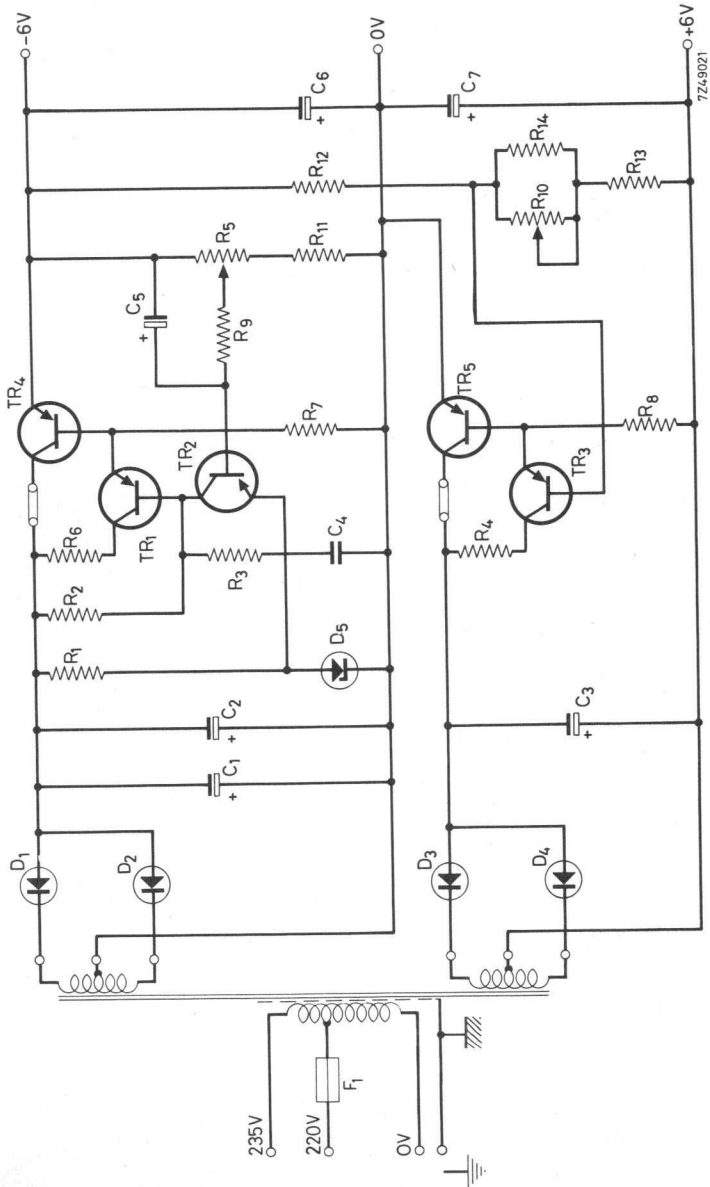 -6V
0V
+6V
7Z49021
C6
+
C7
+
R12
R14
R10
R13
R5
R11
C5
+
R9
TR4
R7
TR5
R8
TR2
TR1
TR3
R6
R4
R3
C4
R2
R1
D5
C2
+
C1
+
C3
+
D1
D2
D3
D4
235V
220V
0V
F1